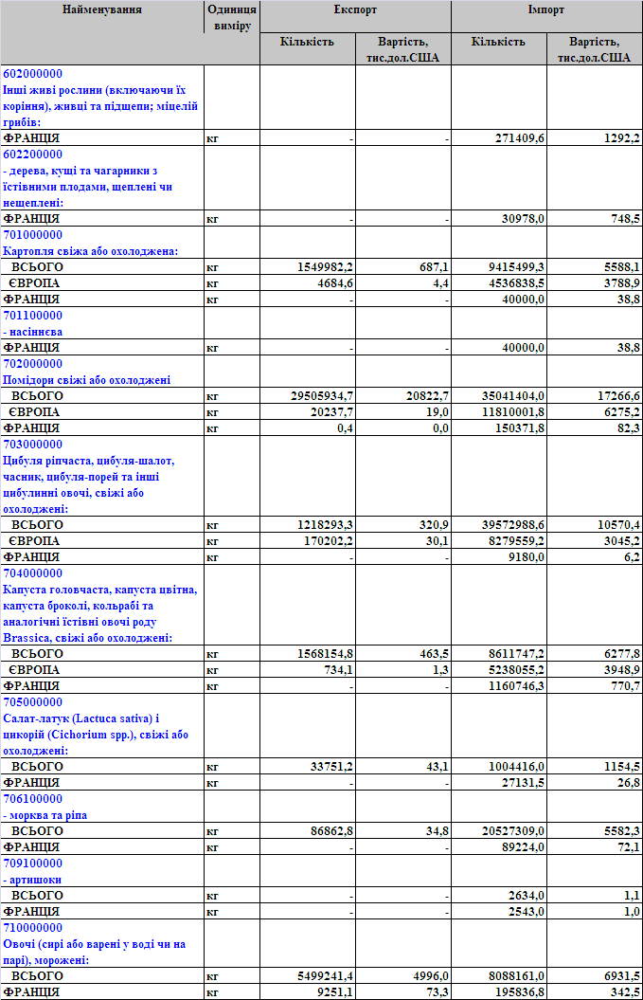 Найменування Одиниця виміру Експорт Імпорт
Кількість Вартість, тис.дол.США Кількість Вартість, тис.дол.США
602000000
Інші живі рослини (включаючи їх
коріння), живці та підщепи; міцелій
грибів:
ФРАНЦІЯ кг - - 271409,6 1292,2
602200000
- дерева, кущі та чагарники з
їстівними плодами, щеплені чи
нещеплені:
ФРАНЦІЯ кг - - 30978,0 748,5
701000000
Картопля свіжа або охолоджена:
ВСЬОГО кг 1549982,2 687,1 9415499,3 5588,1
ЄВРОПА кг 4684,6 4,4 4536838,5 3788,9
ФРАНЦІЯ кг - - 40000,0 38,8
701100000
- насіннєва
ФРАНЦІЯ кг - - 40000,0 38,8
702000000
Помідори свіжі або охолоджені
ВСЬОГО кг 29505934,7 20822,7 35041404,0 17266,6
ЄВРОПА кг 20237,7 19,0 11810001,8 6275,2
ФРАНЦІЯ кг 0,4 0,0 150371,8 82,3
703000000
Цибуля ріпчаста, цибуля-шалот,
часник, цибуля-порей та інші
цибулинні овочі, свіжі або
охолоджені:
ВСЬОГО кг 1218293,3 320,9 39572988,6 10570,4
ЄВРОПА кг 170202,2 30,1 8279559,2 3045,2
ФРАНЦІЯ кг - - 9180,0 6,2
704000000
Капуста головчаста, капуста цвітна,
капуста броколі, кольрабі та
аналогічні їстівні овочі роду
Brassica, свіжі або охолоджені:
ВСЬОГО кг 1568154,8 463,5 8611747,2 6277,8
ЄВРОПА кг 734,1 1,3 5238055,2 3948,9
ФРАНЦІЯ кг - - 1160746,3 770,7
705000000
Салат-латук (Lactuca sativa) і
цикорій (Cichorium spp.), свіжі або
охолоджені:
ВСЬОГО кг 33751,2 43,1 1004416,0 1154,5
ФРАНЦІЯ кг - - 27131,5 26,8
706100000
- морква та ріпа
ВСЬОГО кг 86862,8 34,8 20527309,0 5582,3
ФРАНЦІЯ кг - - 89224,0 72,1
709100000
- артишоки
ВСЬОГО кг - - 2634,0 1,1
ФРАНЦІЯ кг - - 2543,0 1,0
710000000
Овочі (сирі або варені у воді чи на
парі), морожені:
ВСЬОГО кг 5499241,4 4996,0 8088161,0 6931,5
ФРАНЦІЯ кг 9251,1 73,3 195836,8 342,5